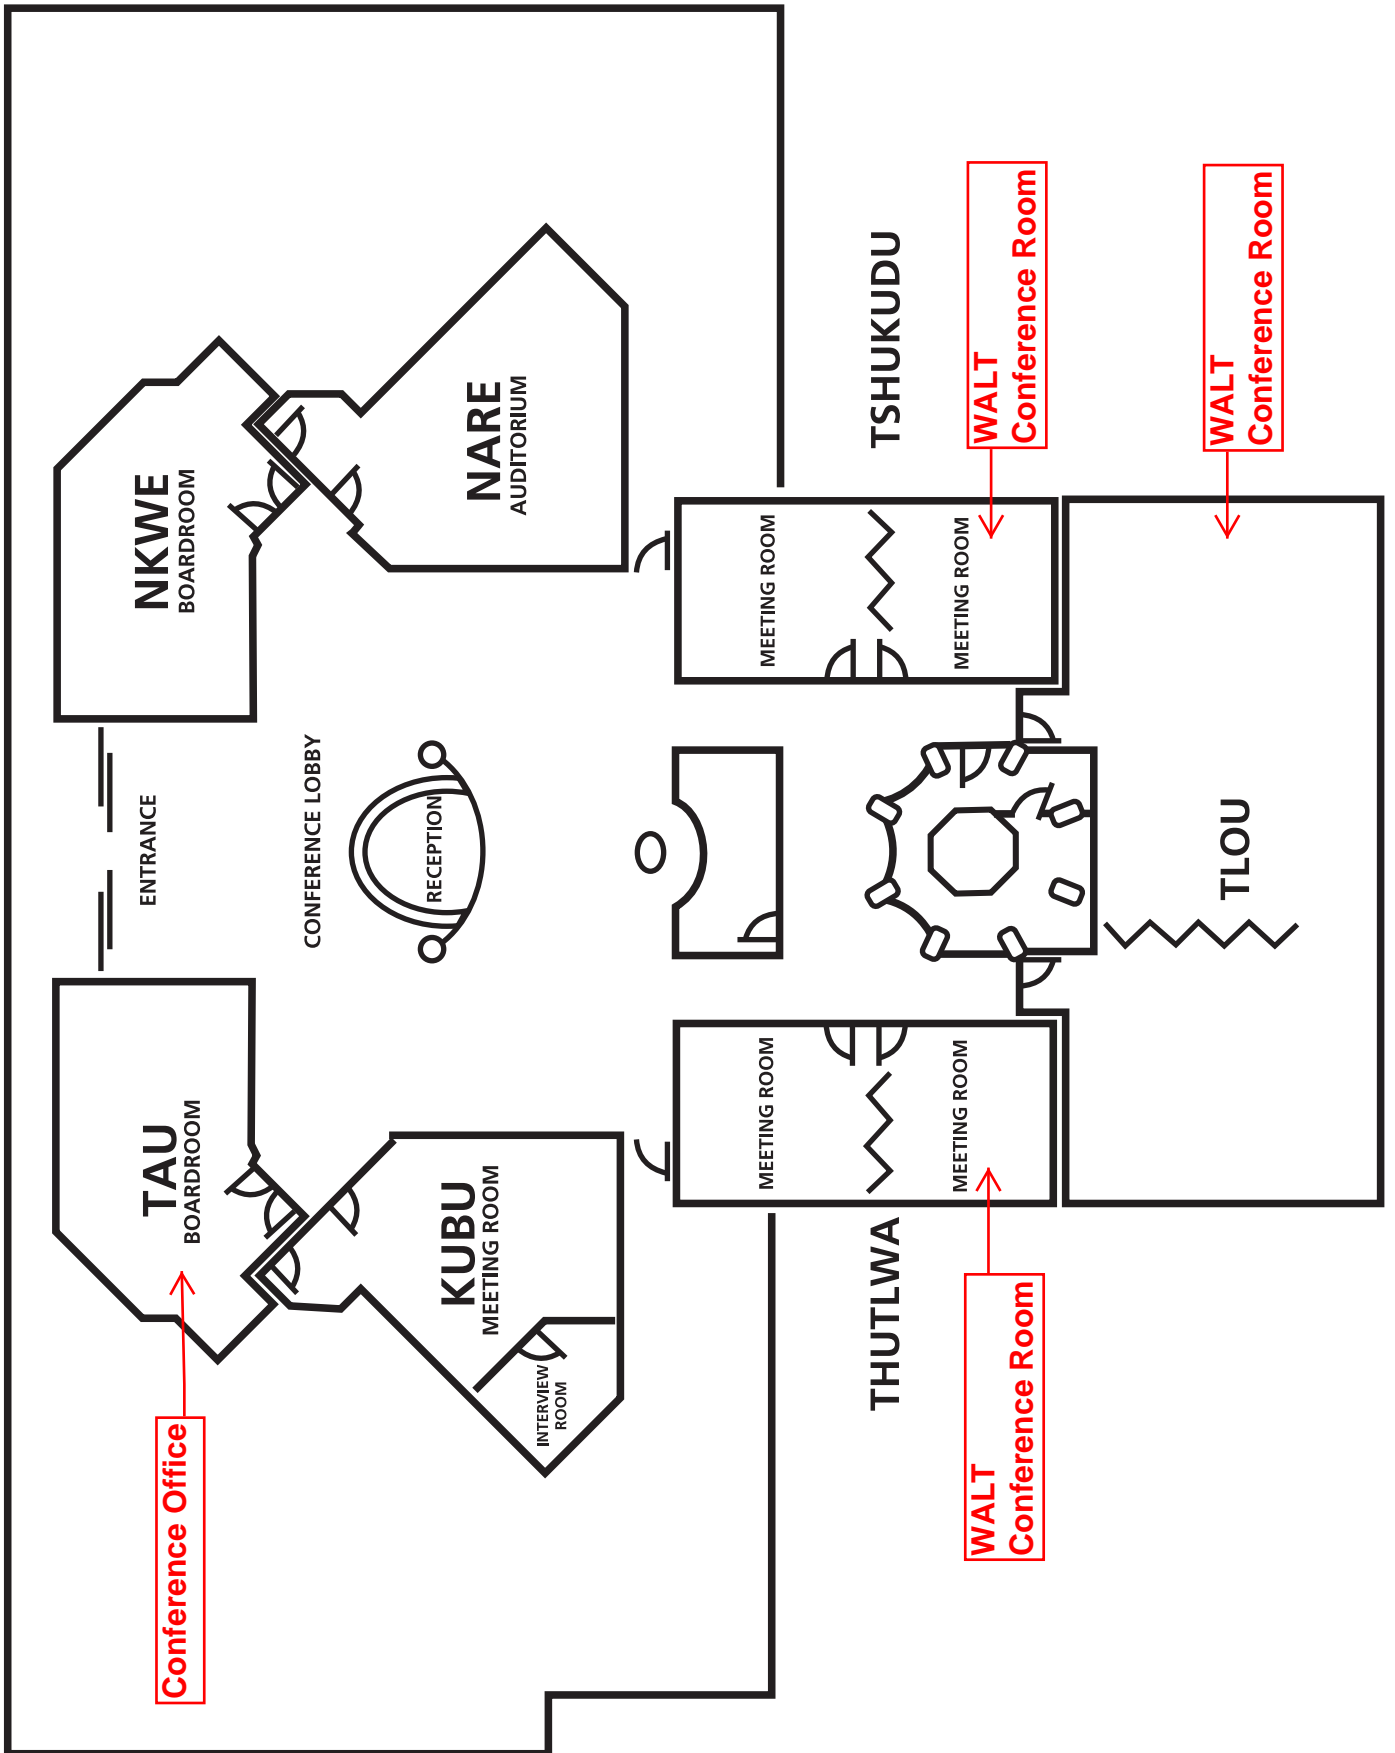 TAU
BOARDROOM
Conference Office
ENTRANCE
NKWE
BOARDROOM
CONFERENCE LOBBY
RECEPTION
KUBU
MEETING ROOM
INTERVIEW
ROOM
NARE
AUDITORIUM
THUTLWA
MEETING ROOM
MEETING ROOM
WALT
Conference Room
TSHUKUDU
MEETING ROOM
MEETING ROOM
WALT
Conference Room
TLOU
WALT
Conference Room